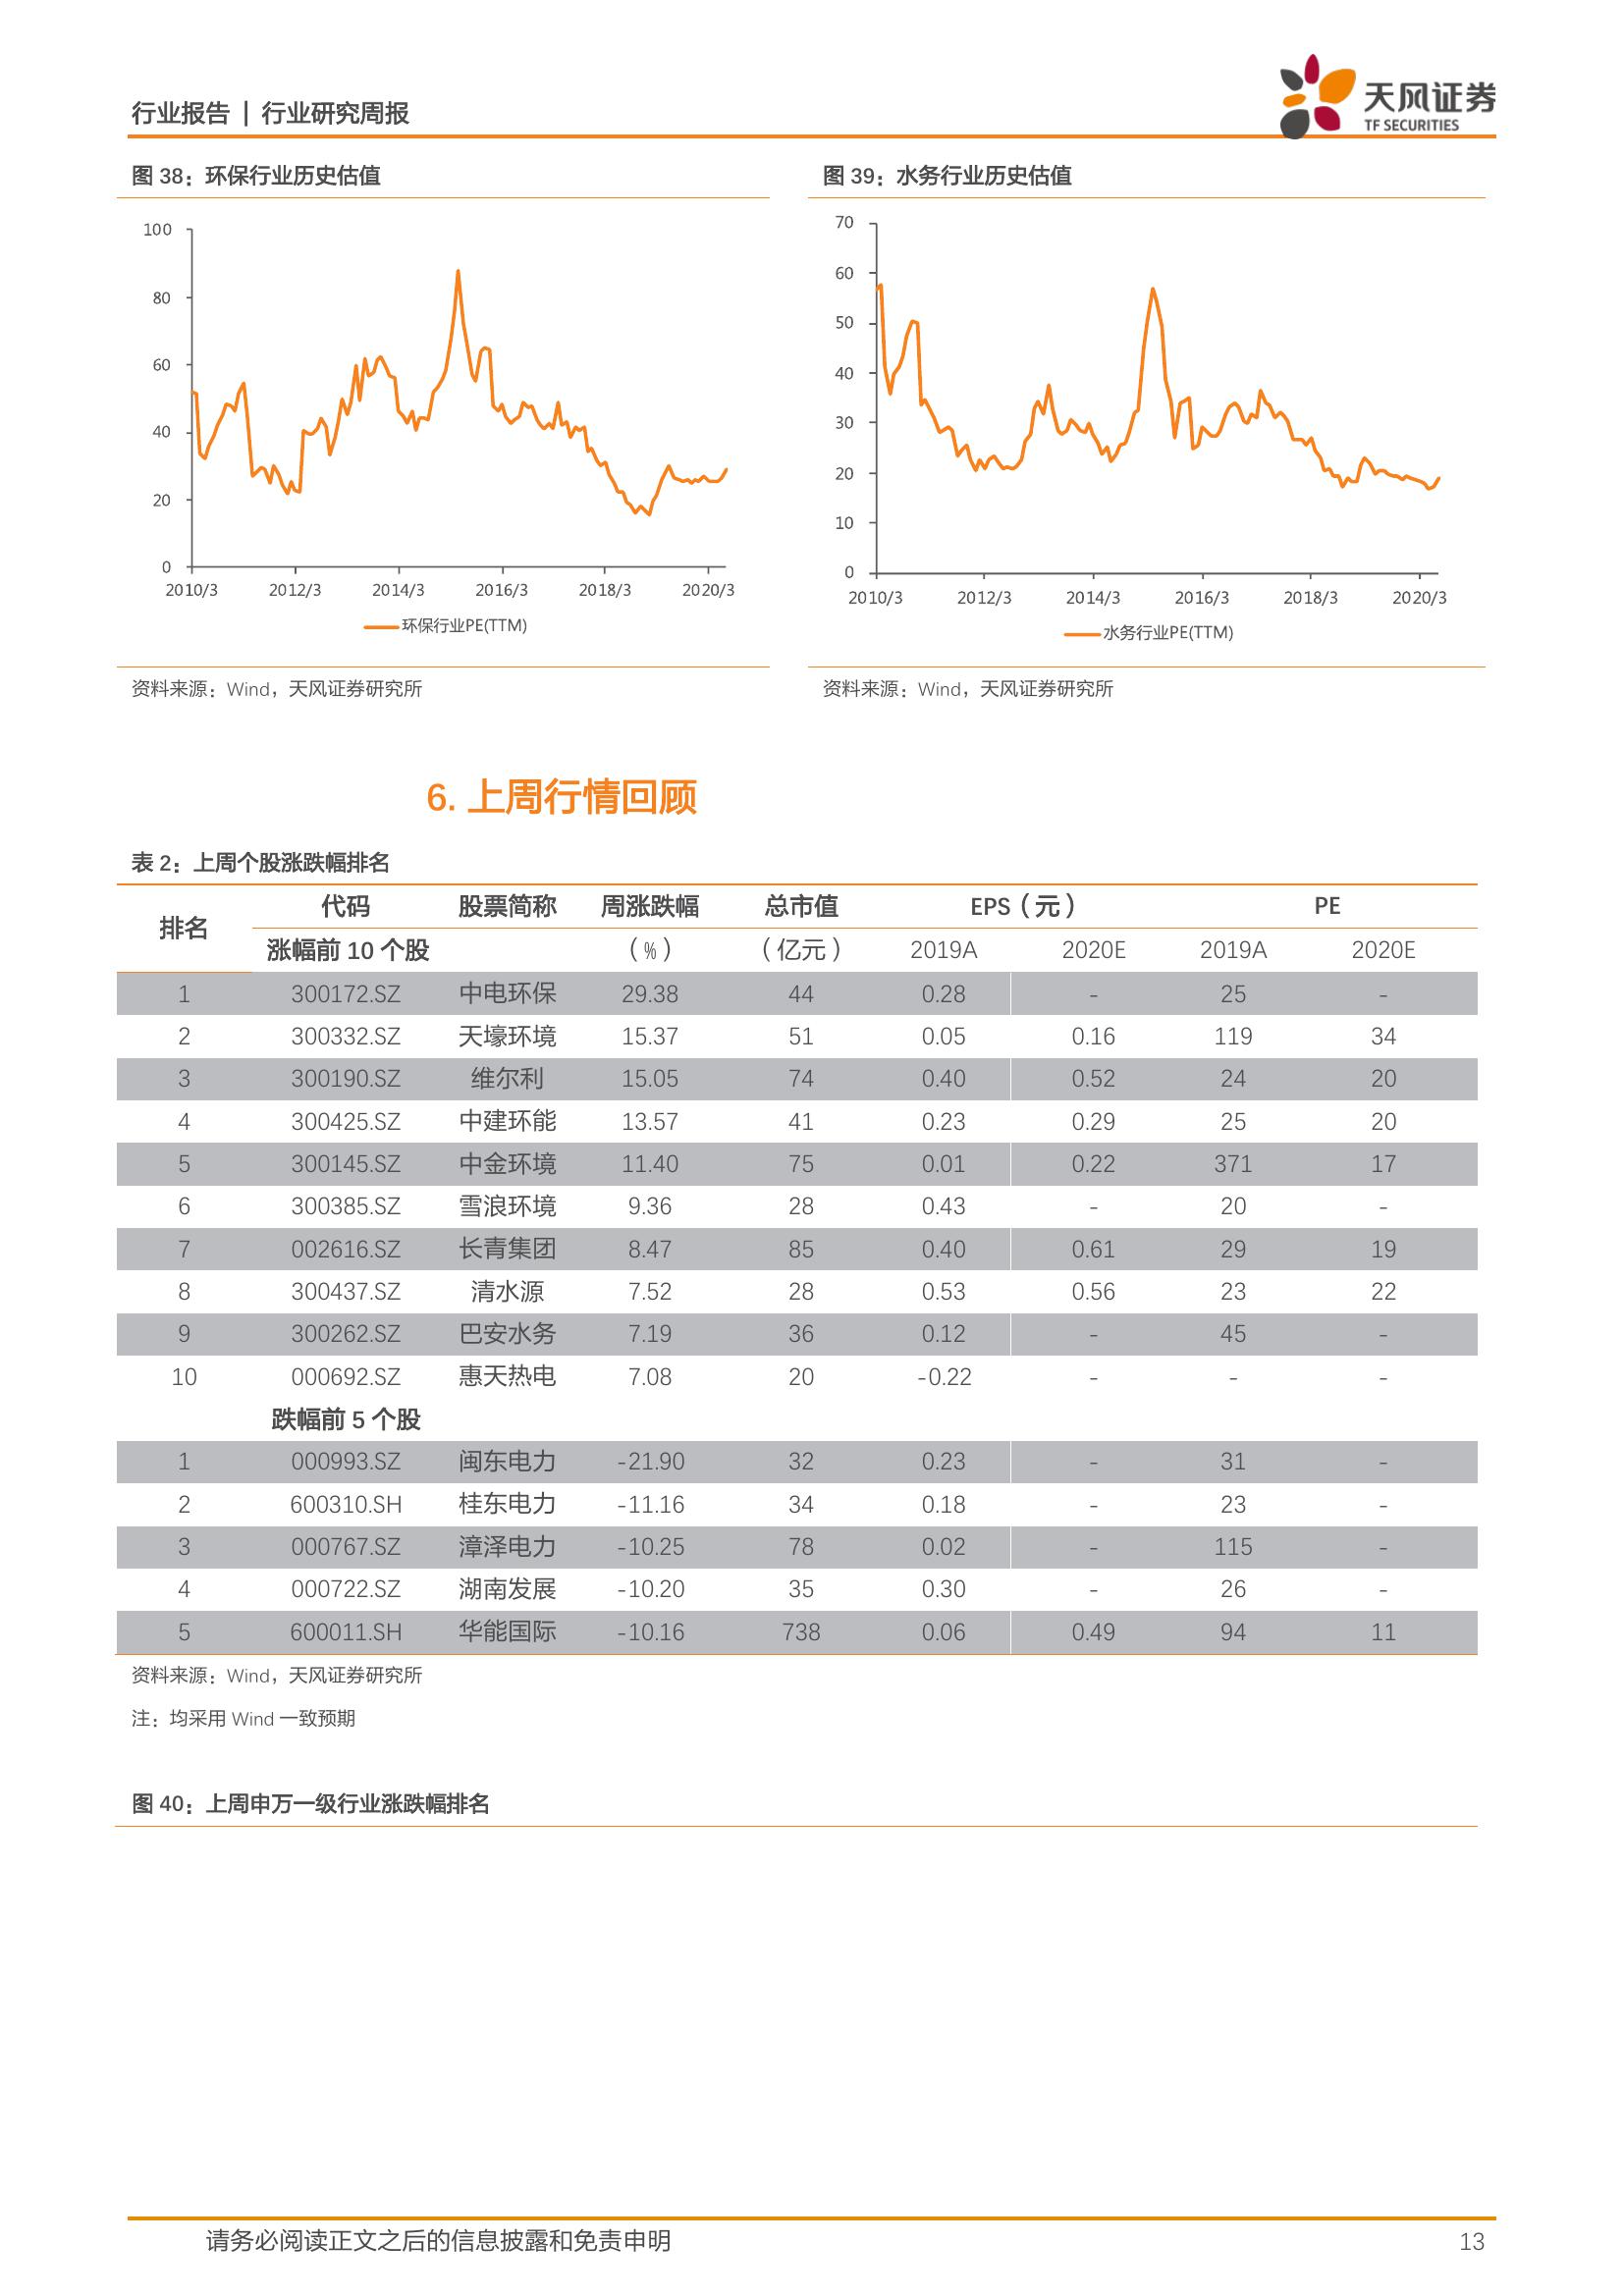 行业报告 | 行业研究周报
天风证券
TF SECURITIES
图 38：环保行业历史估值
100
80
60
40
20
0
2010/3 2012/3 2014/3 2016/3 2018/3 2020/3
环保行业PE(TTM)
资料来源：Wind，天风证券研究所
图 39：水务行业历史估值
70
60
50
40
30
20
10
0
2010/3 2012/3 2014/3 2016/3 2018/3 2020/3
水务行业PE(TTM)
资料来源：Wind，天风证券研究所
6. 上周行情回顾
表 2：上周个股涨跌幅排名
排名 代码 股票简称 周涨跌幅 总市值 EPS（元） PE
涨幅前 10 个股 （%） （亿元） 2019A 2020E 2019A 2020E
1 300172.SZ 中电环保 29.38 44 0.28 - 25 -
2 300332.SZ 天壕环境 15.37 51 0.05 0.16 119 34
3 300190.SZ 维尔利 15.05 74 0.40 0.52 24 20
4 300425.SZ 中建环能 13.57 41 0.23 0.29 25 20
5 300145.SZ 中金环境 11.40 75 0.01 0.22 371 17
6 300385.SZ 雪浪环境 9.36 28 0.43 - 20 -
7 002616.SZ 长青集团 8.47 85 0.40 0.61 29 19
8 300437.SZ 清水源 7.52 28 0.53 0.56 23 22
9 300262.SZ 巴安水务 7.19 36 0.12 - 45 -
10 000692.SZ 惠天热电 7.08 20 -0.22 - - -
跌幅前 5 个股
1 000993.SZ 闽东电力 -21.90 32 0.23 - 31 -
2 600310.SH 桂东电力 -11.16 34 0.18 - 23 -
3 000767.SZ 漳泽电力 -10.25 78 0.02 - 115 -
4 000722.SZ 湖南发展 -10.20 35 0.30 - 26 -
5 600011.SH 华能国际 -10.16 738 0.06 0.49 94 11
资料来源：Wind，天风证券研究所
注：均采用 Wind 一致预期
图 40：上周申万一级行业涨跌幅排名
请务必阅读正文之后的信息披露和免责申明 13